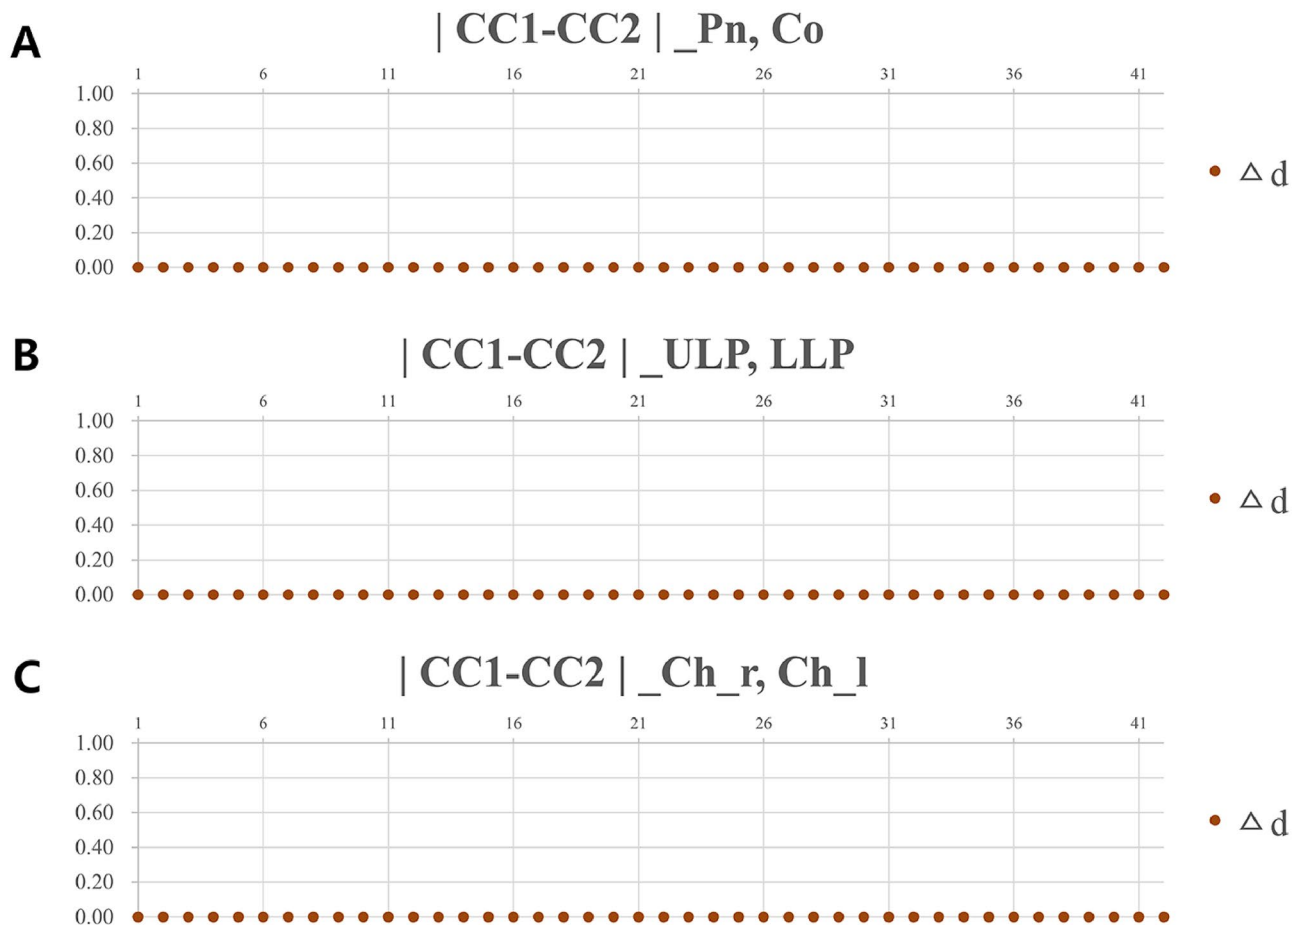 A
| CC1-CC2 | _Pn, Co
1 6 11 16 21 26 31 36 41
1.00
0.80
0.60
0.40
0.20
0.00
△ d
B
| CC1-CC2 | _ULP, LLP
1 6 11 16 21 26 31 36 41
1.00
0.80
0.60
0.40
0.20
0.00
△ d
C
| CC1-CC2 | _Ch_r, Ch_l
1 6 11 16 21 26 31 36 41
1.00
0.80
0.60
0.40
0.20
0.00
△ d